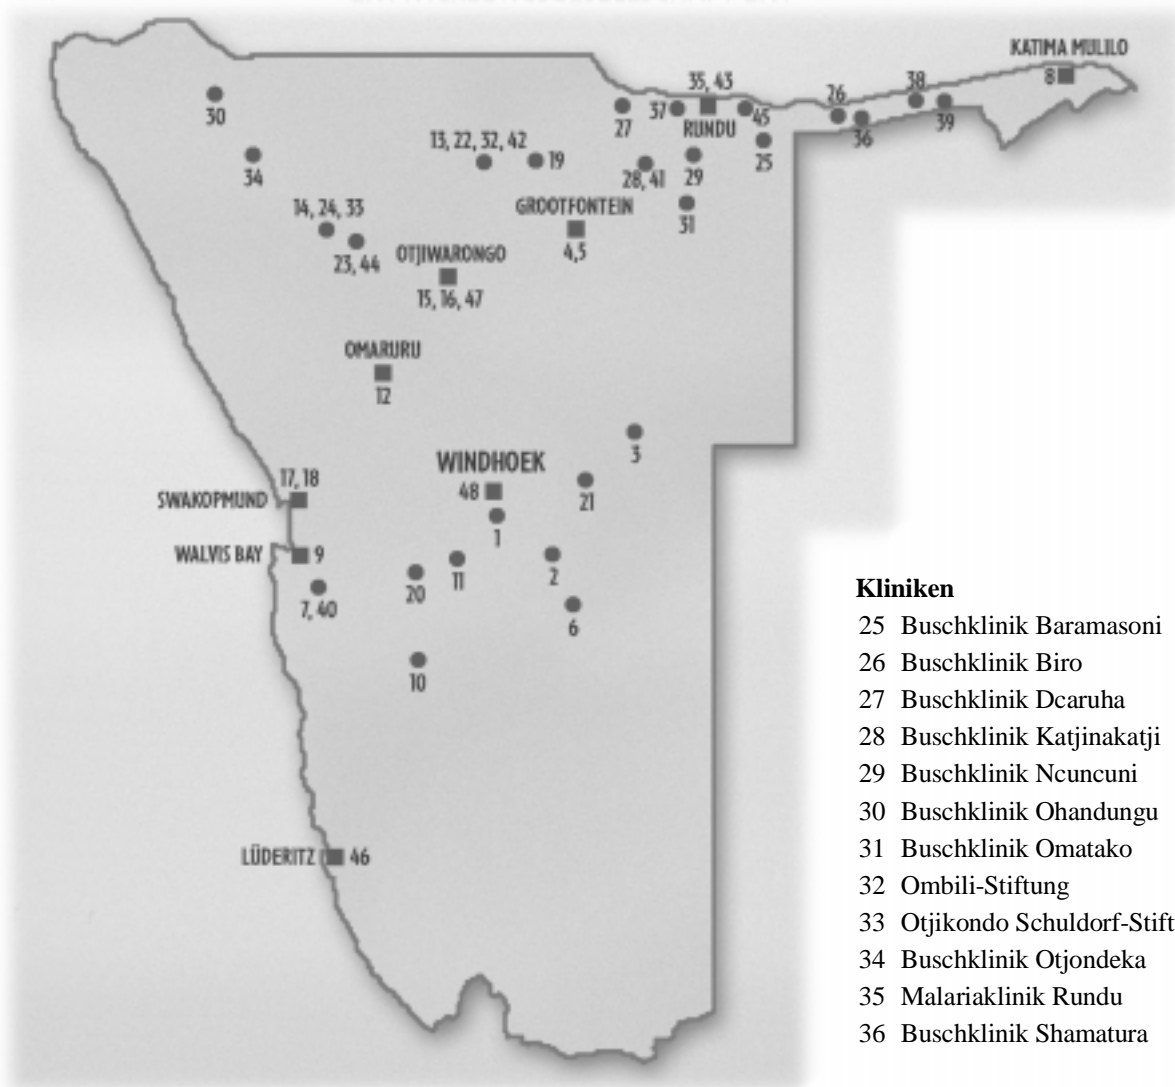 KATIMA MULILO
8
38
39
26
36
35, 43
37
RUNDU
45
27
25
30
34
13, 22, 32, 42
19
28, 41
29
31
GROOTFONTEIN
4,5
14, 24, 33
23, 44
OTJIWARONGO
15, 16, 47
OMARURU
12
3
WINDHOEK
48
1
21
17, 18
SWAKOPMUND
WALVIS BAY
9
7, 40
20
11
2
6
10
LÜDERITZ
46
Kliniken
25 Buschklinik Baramasoni
26 Buschklinik Biro
27 Buschklinik Dcaruha
28 Buschklinik Katjinakatji
29 Buschklinik Ncuncuni
30 Buschklinik Ohandungu
31 Buschklinik Omatako
32 Ombili-Stiftung
33 Otjikondo Schuldorf-Stift
34 Buschklinik Otjondeka
35 Malariaklinik Rundu
36 Buschklinik Shamatura